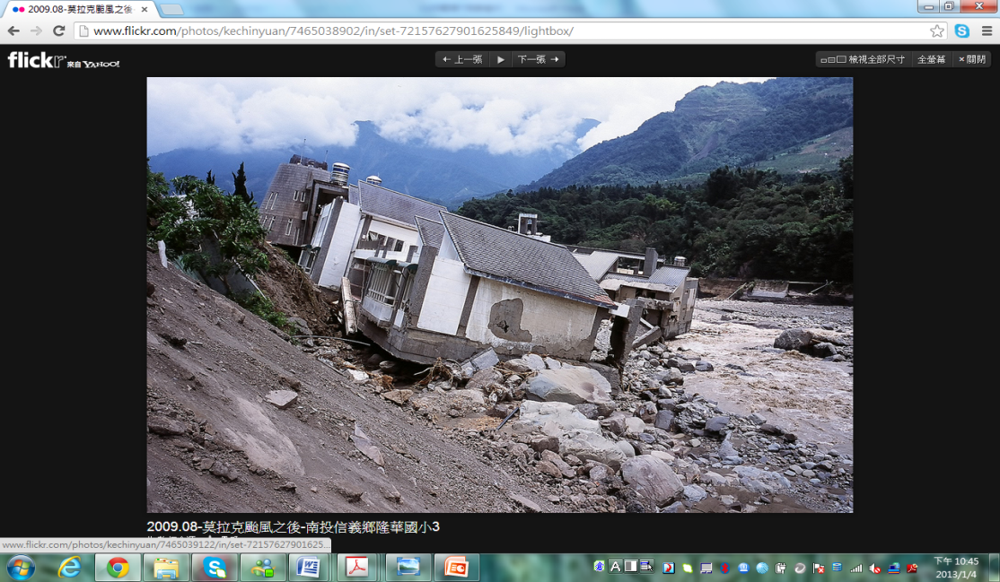 2009.08-莫拉克颱風之後-
www.flickr.com/photos/kechinyuan/7465038902/in/set-72157627901625849/lightbox/
flickr 來自 YAHOO!
← 上一張 ▶ 下一張 →
檢視全部尺寸 全螢幕 × 關閉
2009.08-莫拉克颱風之後-南投信義鄉隆華國小3
www.flickr.com/photos/kechinyuan/7465039122/in/set-72157627901625...
A
下午 10:45
2013/1/4